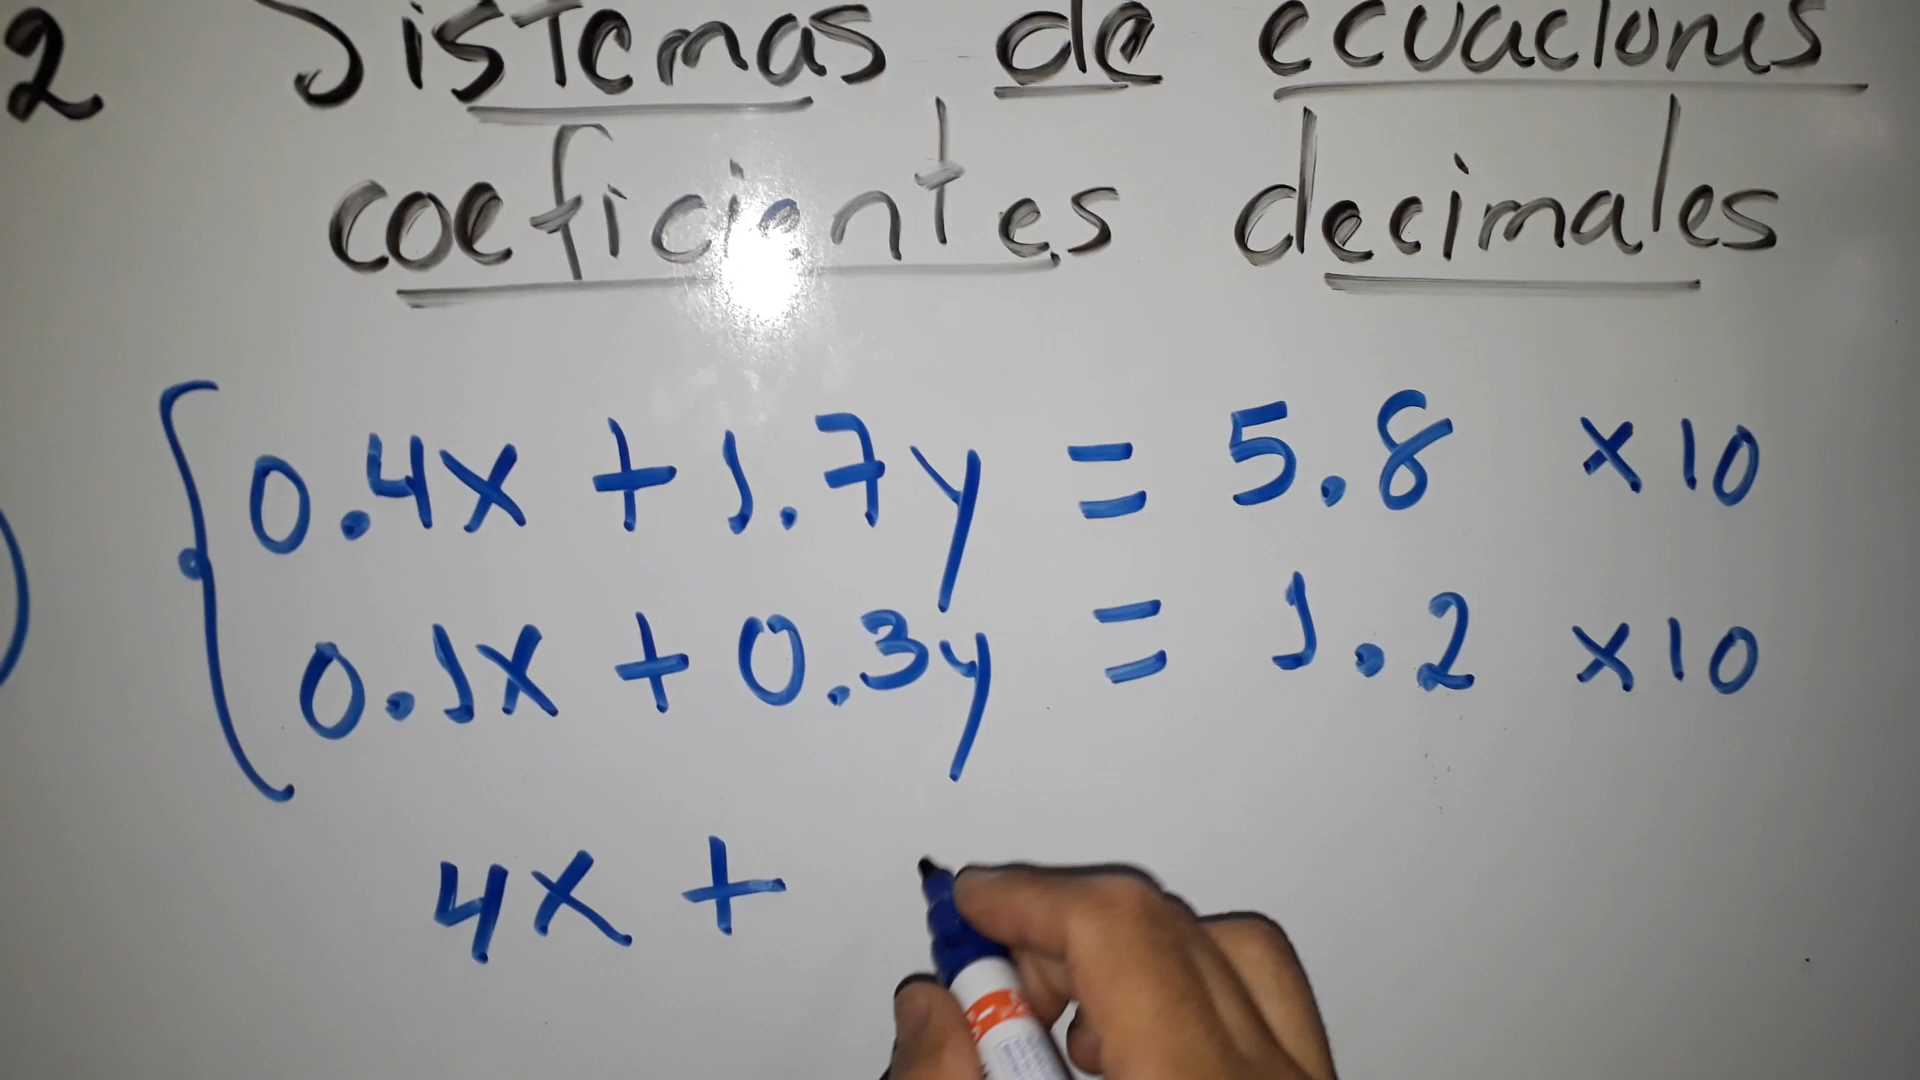 2 Sistemas de ecuaciones
coeficientes decimales
0.4x + 1.7y = 5.8 x10
0.1x + 0.3y = 1.2 x10
4x +